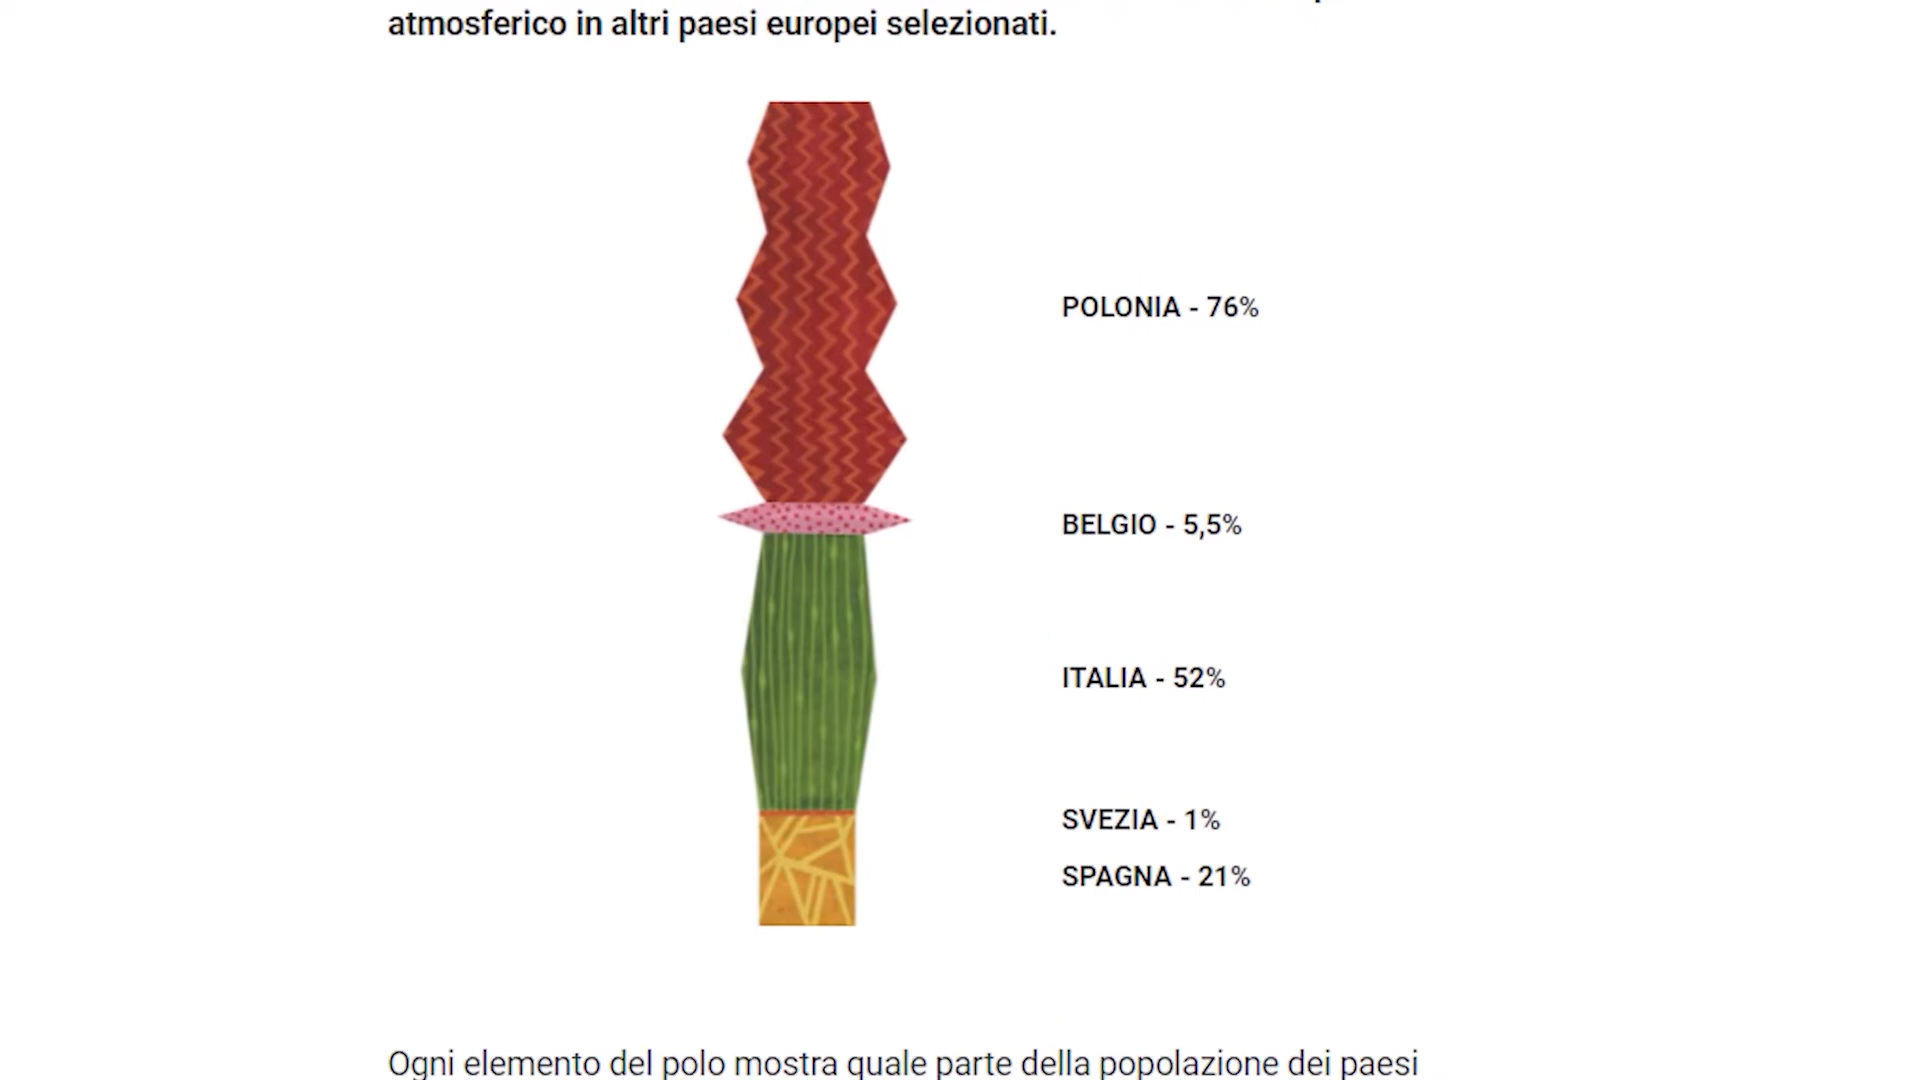 atmosferico in altri paesi europei selezionati.
POLONIA - 76%
BELGIO - 5,5%
ITALIA - 52%
SVEZIA - 1%
SPAGNA - 21%
Ogni elemento del polo mostra quale parte della popolazione dei paesi